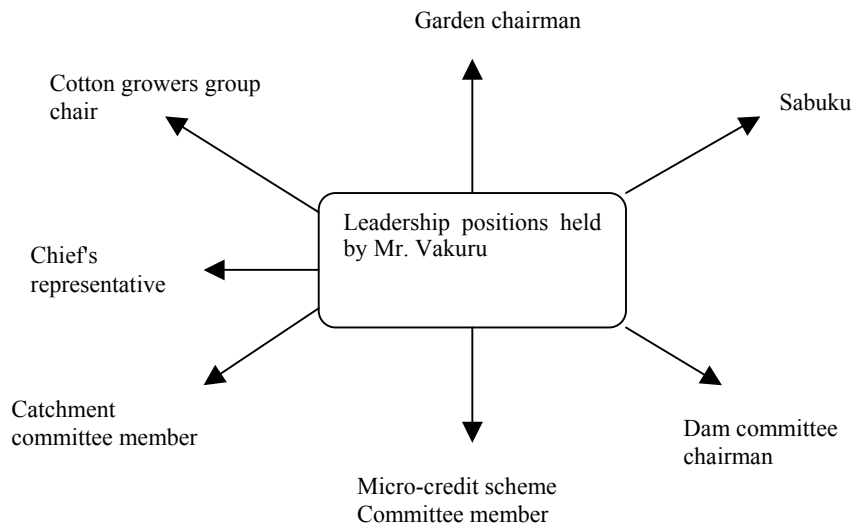 Garden chairman
Cotton growers group
chair
Sabuku
Leadership positions held
by Mr. Vakuru
Chief's
representative
Catchment
committee member
Dam committee
chairman
Micro-credit scheme
Committee member